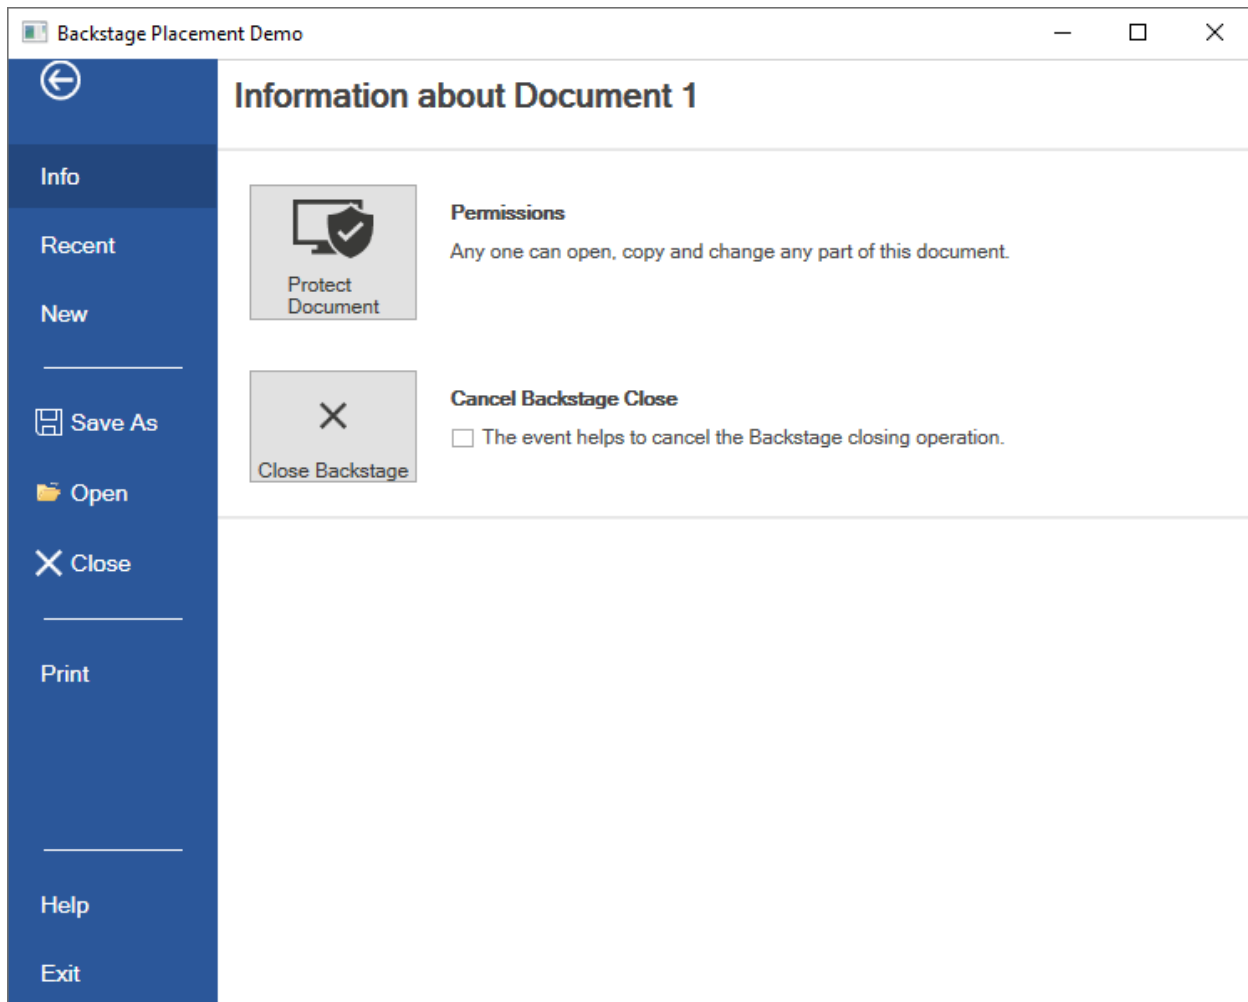 Backstage Placement Demo
Information about Document 1
Info
Recent
New
Save As
Open
Close
Print
Help
Exit
Protect
Document
Permissions
Any one can open, copy and change any part of this document.
Close Backstage
Cancel Backstage Close
The event helps to cancel the Backstage closing operation.